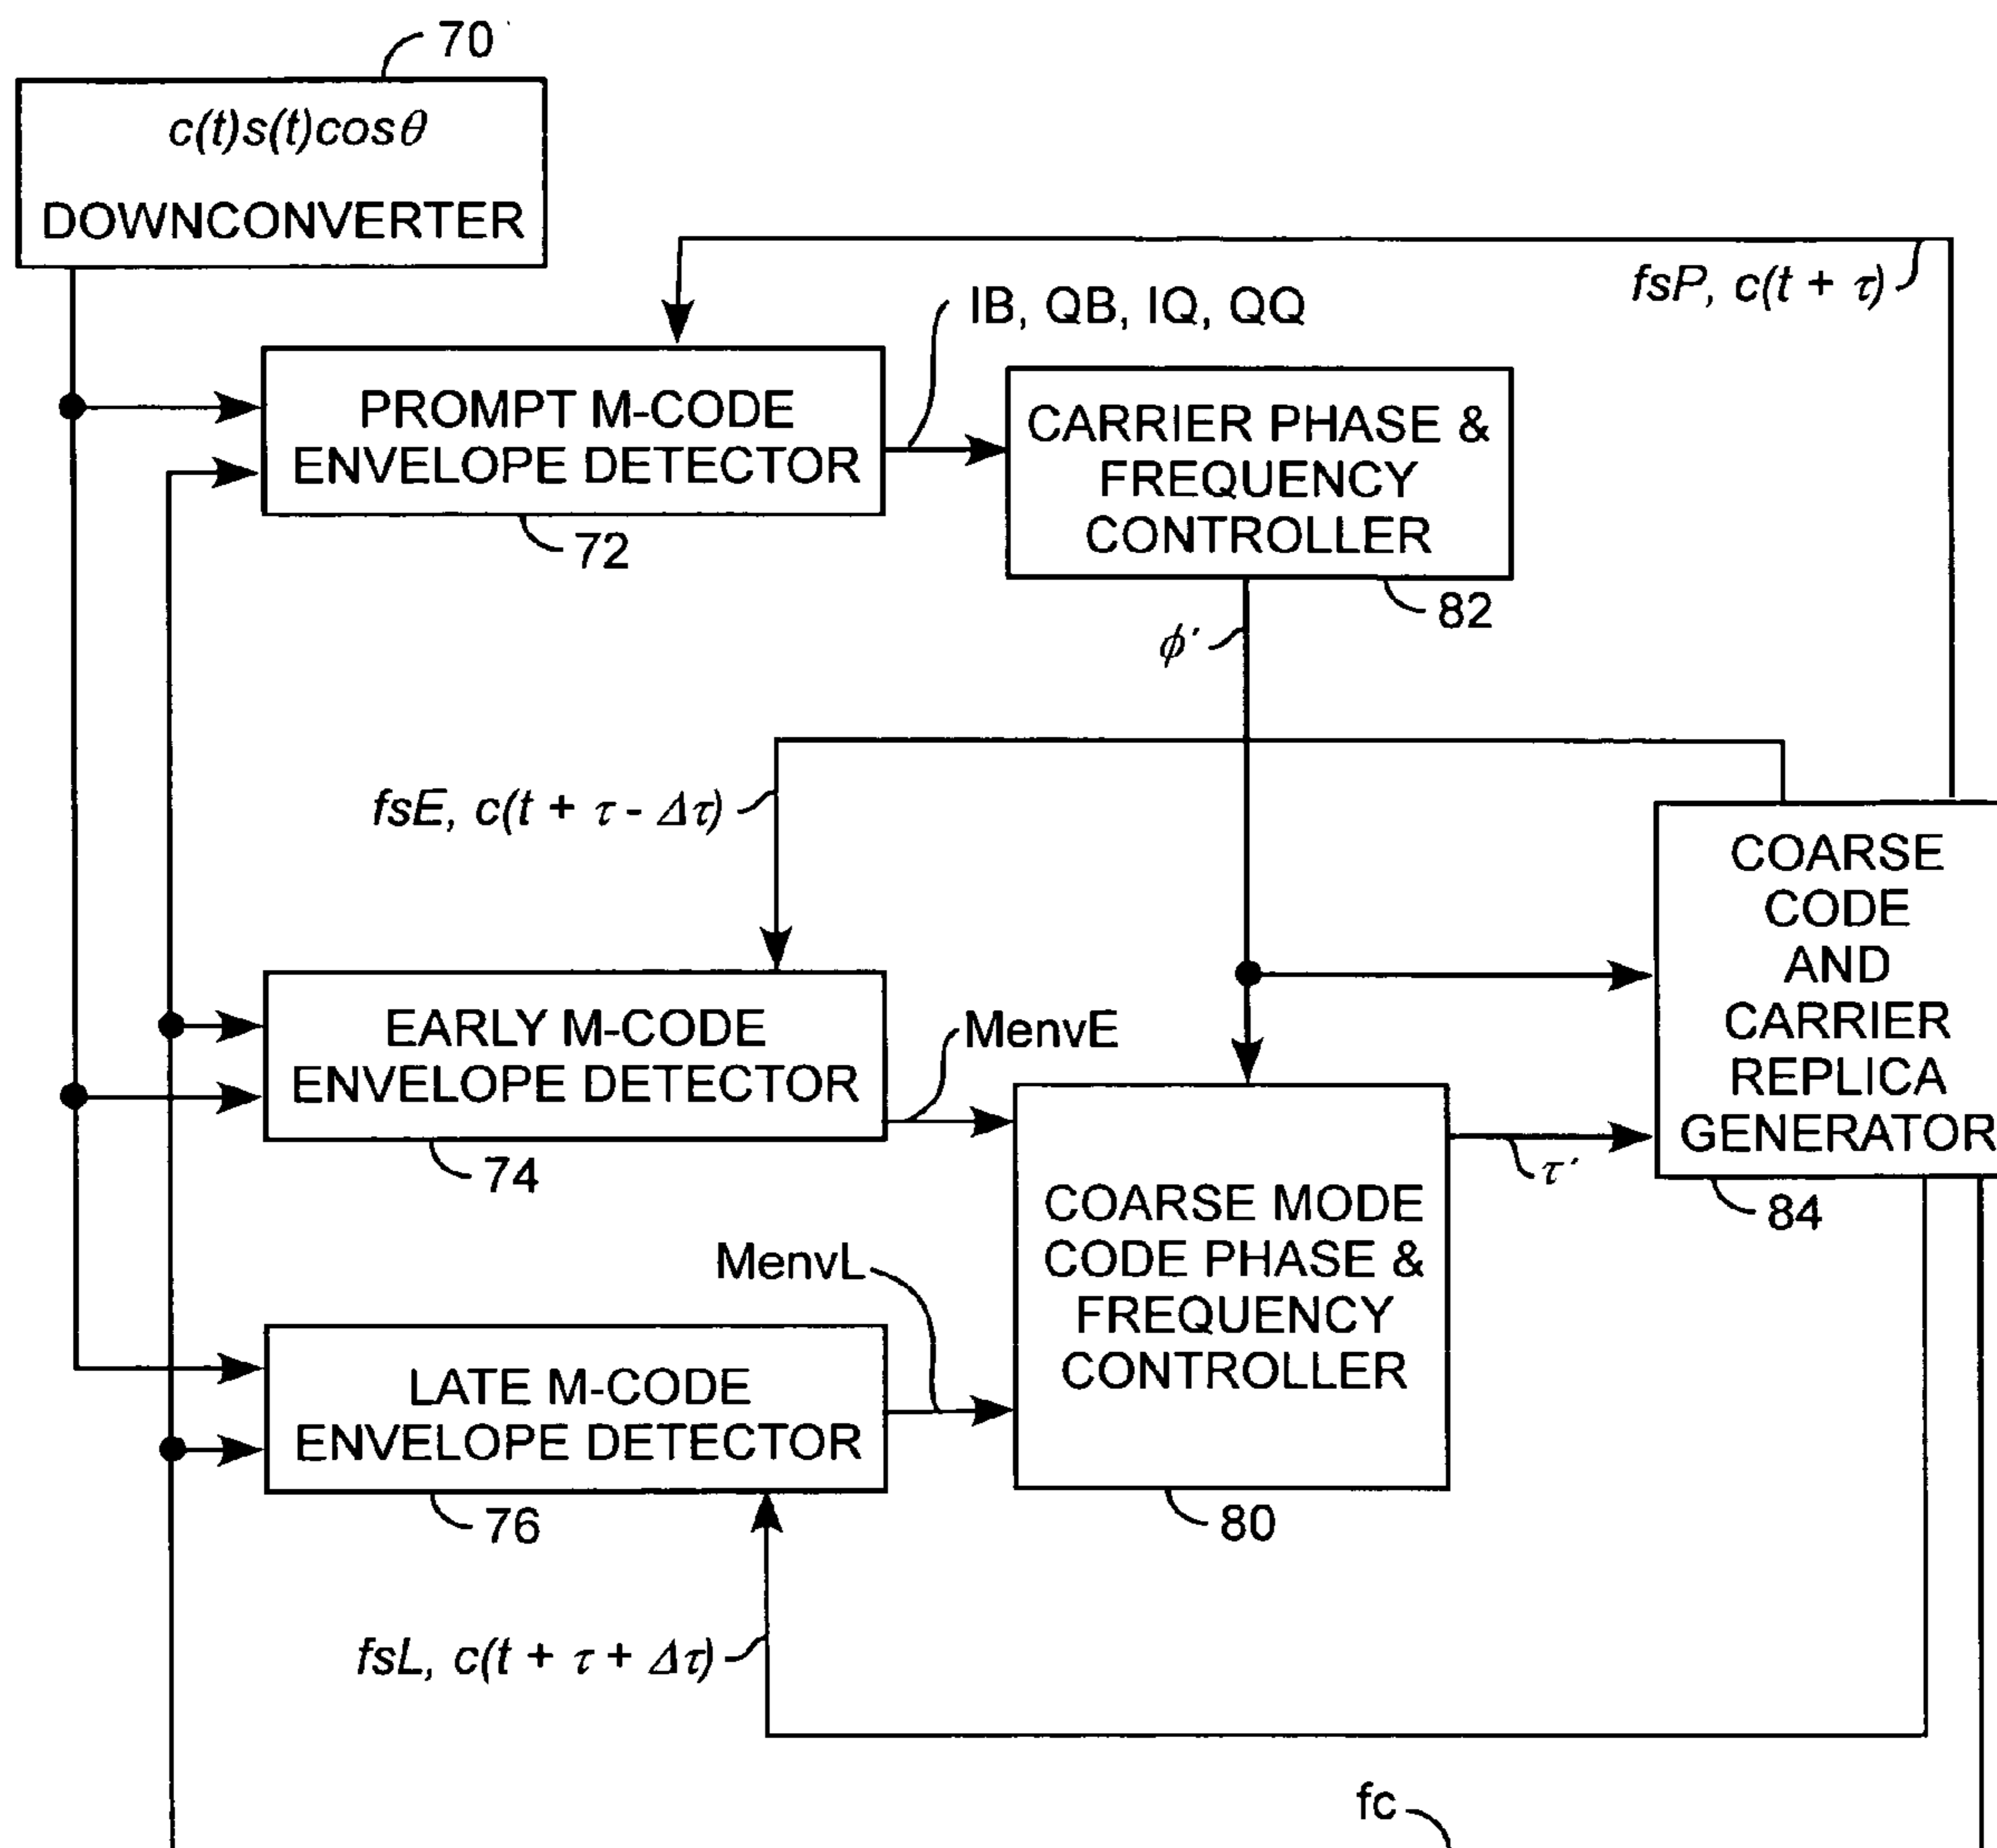 70
c(t)s(t)cosθ
DOWNCONVERTER
fsP, c(t + τ)
IB, QB, IQ, QQ
PROMPT M-CODE
ENVELOPE DETECTOR
72
CARRIER PHASE &
FREQUENCY
CONTROLLER
82
ϕ′
fsE, c(t + τ - Δτ)
COARSE
CODE
AND
CARRIER
REPLICA
GENERATOR
84
EARLY M-CODE
ENVELOPE DETECTOR
74
MenvE
τ′
COARSE MODE
CODE PHASE &
FREQUENCY
CONTROLLER
80
MenvL
LATE M-CODE
ENVELOPE DETECTOR
76
fsL, c(t + τ + Δτ)
fc